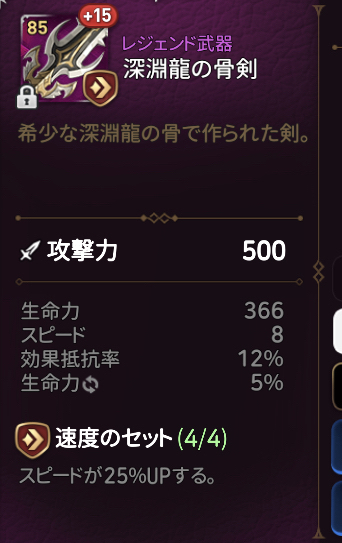 85
+15
レジェンド武器
深淵龍の骨剣
希少な深淵龍の骨で作られた剣。
攻撃力 500
生命力 366
スピード 8
効果抵抗率 12%
生命力 5%
速度のセット (4/4)
スピードが25%UPする。